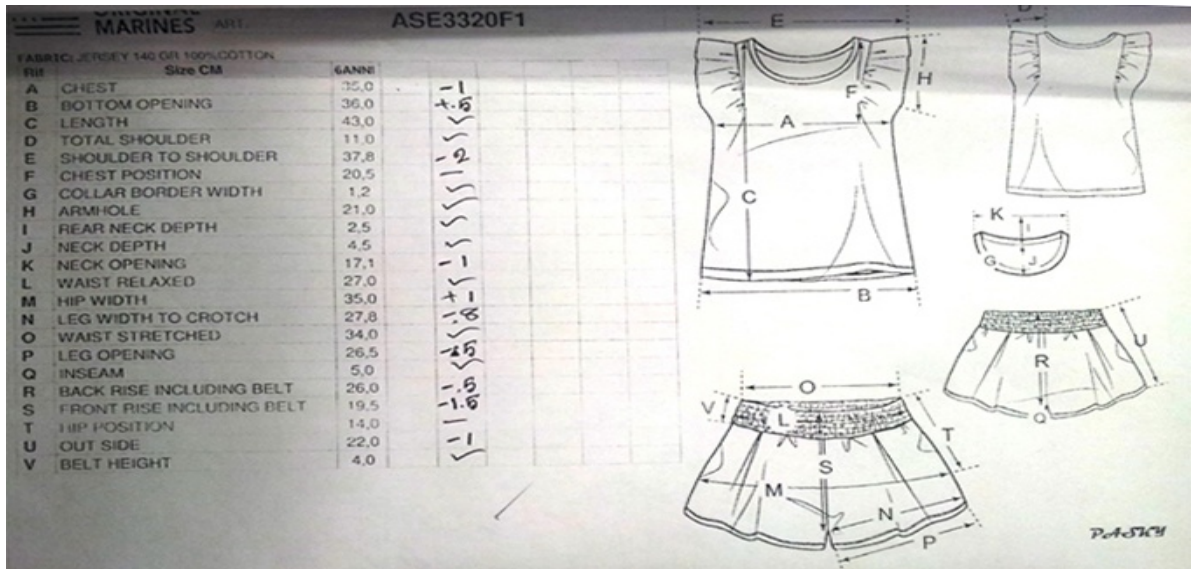 MARINES ART. ASE3320F1
FABRIC: JERSEY 140 GR 100%COTTON
Rif Size CM 6ANNI
A CHEST 35,0 -1
B BOTTOM OPENING 36,0 +.5
C LENGTH 43,0
D TOTAL SHOULDER 11,0
E SHOULDER TO SHOULDER 37,8 -2
F CHEST POSITION 20,5
G COLLAR BORDER WIDTH 1,2
H ARMHOLE 21,0
I REAR NECK DEPTH 2,5
J NECK DEPTH 4,5
K NECK OPENING 17,1 -1
L WAIST RELAXED 27,0
M HIP WIDTH 35,0 +1
N LEG WIDTH TO CROTCH 27,8 -.8
O WAIST STRETCHED 34,0
P LEG OPENING 26,5
Q INSEAM 5,0
R BACK RISE INCLUDING BELT 26,0 -.5
S FRONT RISE INCLUDING BELT 19,5 -1.5
T HIP POSITION 14,0
U OUT SIDE 22,0 -1
V BELT HEIGHT 4,0
E
D
H
F
A
C
B
K
I
G J
U
R
Q
O
V
L
T
S
M
N
P
PASKY